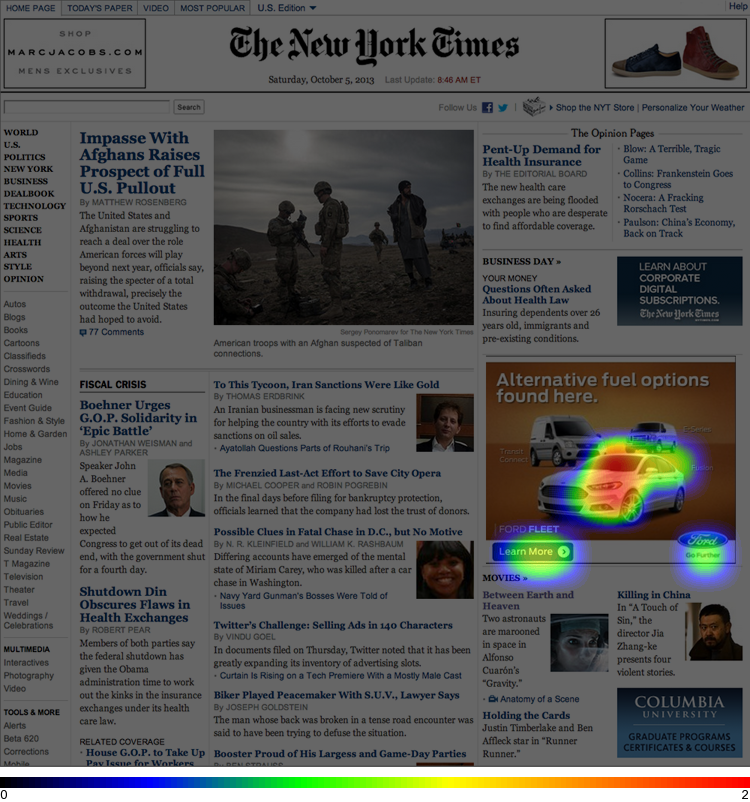 HOME PAGE TODAY'S PAPER VIDEO MOST POPULAR U.S. Edition Help
SHOP
MARCJACOBS.COM
MENS EXCLUSIVES
The New York Times
Saturday, October 5, 2013 Last Update: 8:46 AM ET
Search
Follow Us Shop the NYT Store | Personalize Your Weather
WORLD
U.S.
POLITICS
NEW YORK
BUSINESS
DEALBOOK
TECHNOLOGY
SPORTS
SCIENCE
HEALTH
ARTS
STYLE
OPINION
Autos
Blogs
Books
Cartoons
Classifieds
Crosswords
Dining & Wine
Education
Event Guide
Fashion & Style
Home & Garden
Jobs
Magazine
Media
Movies
Music
Obituaries
Public Editor
Real Estate
Sunday Review
T Magazine
Television
Theater
Travel
Weddings /
Celebrations
MULTIMEDIA
Interactives
Photography
Video
TOOLS & MORE
Alerts
Beta 620
Corrections
Mobile
Impasse With
Afghans Raises
Prospect of Full
U.S. Pullout
By MATTHEW ROSENBERG
The United States and
Afghanistan are struggling to
reach a deal over the role
American forces will play
beyond next year, officials say,
raising the specter of a total
withdrawal, precisely the
outcome the United States
had hoped to avoid.
77 Comments
Sergey Ponomarev for The New York Times
American troops with an Afghan suspected of Taliban
connections.
FISCAL CRISIS
Boehner Urges
G.O.P. Solidarity in
'Epic Battle'
By JONATHAN WEISMAN and
ASHLEY PARKER
Speaker John
A. Boehner
offered no clue
on Friday as to
how he
expected
Congress to get out of its dead
end, with the government shut
for a fourth day.
Shutdown Din
Obscures Flaws in
Health Exchanges
By ROBERT PEAR
Members of both parties say
the federal shutdown has
given the Obama
administration time to work
out the kinks in the insurance
exchanges under the health
care law.
RELATED COVERAGE
· House G.O.P. to Take Up
Pay Issue for Workers
To This Tycoon, Iran Sanctions Were Like Gold
By THOMAS ERDBRINK
An Iranian businessman is facing new scrutiny
for helping the country with its efforts to evade
sanctions on oil sales.
· Ayatollah Questions Parts of Rouhani's Trip
The Frenzied Last-Act Effort to Save City Opera
By MICHAEL COOPER and ROBIN POGREBIN
In the final days before filing for bankruptcy protection,
officials learned that the company had lost the trust of donors.
Possible Clues in Fatal Chase in D.C., but No Motive
By N. R. KLEINFIELD and WILLIAM K. RASHBAUM
Differing accounts have emerged of the mental
state of Miriam Carey, who was killed after a car
chase in Washington.
· Navy Yard Gunman's Bosses Were Told of
Issues
Twitter's Challenge: Selling Ads in 140 Characters
By VINDU GOEL
In documents filed on Thursday, Twitter noted that it has been
greatly expanding its inventory of advertising slots.
· Curtain Is Rising on a Tech Premiere With a Mostly Male Cast
Biker Played Peacemaker With S.U.V., Lawyer Says
By JOSEPH GOLDSTEIN
The man whose back was broken in a tense road encounter was
said to have been trying to defuse the situation.
Booster Proud of His Largess and Game-Day Parties
The Opinion Pages
Pent-Up Demand for
Health Insurance
By THE EDITORIAL BOARD
The new health care
exchanges are being flooded
with people who are desperate
to find affordable coverage.
· Blow: A Terrible, Tragic
Game
· Collins: Frankenstein Goes
to Congress
· Nocera: A Fracking
Rorschach Test
· Paulson: China's Economy,
Back on Track
BUSINESS DAY »
YOUR MONEY
Questions Often Asked
About Health Law
Insuring dependents over 26
years old, immigrants and
pre-existing conditions.
LEARN ABOUT
CORPORATE
DIGITAL
SUBSCRIPTIONS.
The New York Times
Alternative fuel options
found here.
E-Series
Transit
Connect
Fusion
FORD FLEET
Learn More
Ford
Go Further
MOVIES »
Between Earth and
Heaven
Two astronauts
are marooned
in space in
Alfonso
Cuarón's
"Gravity."
· Anatomy of a Scene
Holding the Cards
Justin Timberlake and Ben
Affleck star in "Runner
Runner."
Killing in China
In "A Touch of
Sin," the
director Jia
Zhang-ke
presents four
violent stories.
COLUMBIA
UNIVERSITY
GRADUATE PROGRAMS
CERTIFICATES & COURSES
0 2